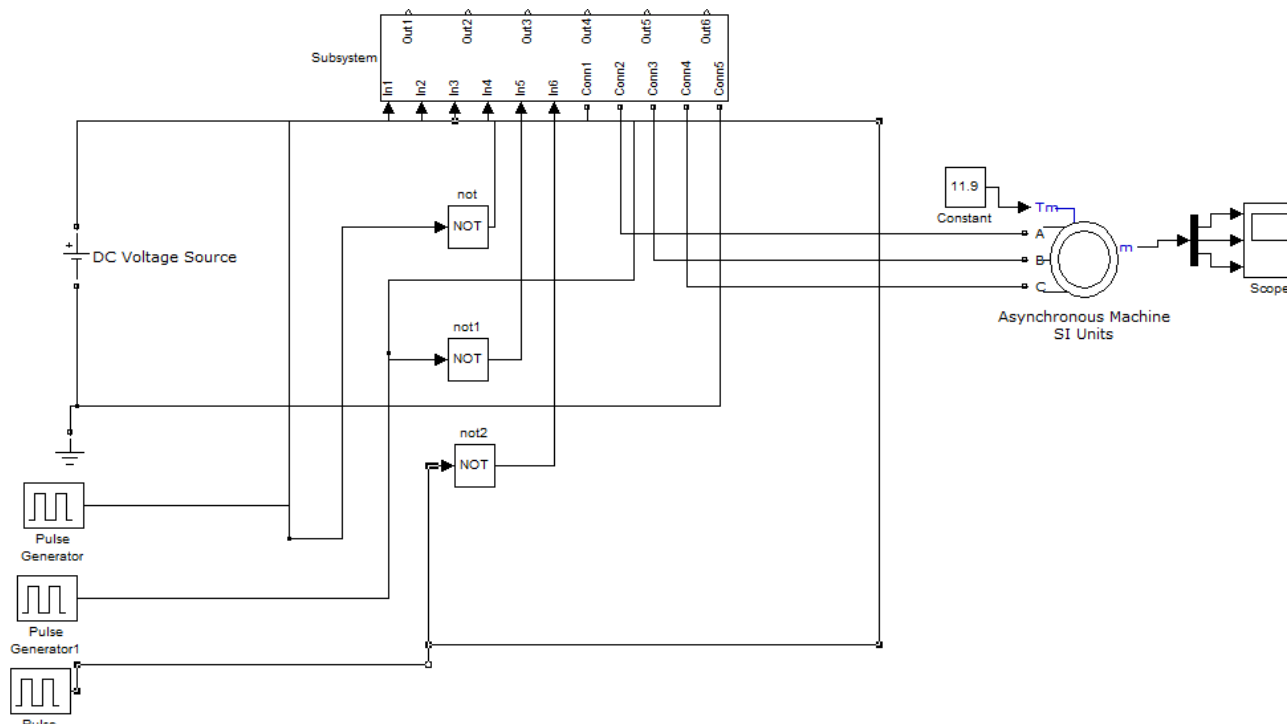 Out1 Out2 Out3 Out4 Out5 Out6
Subsystem
In1 In2 In3 In4 In5 In6 Conn1 Conn2 Conn3 Conn4 Conn5
not
NOT
11.9
Constant
Tm
A
B
C
m
Scope
Asynchronous Machine
SI Units
+
DC Voltage Source
not1
NOT
not2
NOT
Pulse
Generator
Pulse
Generator1
Pulse